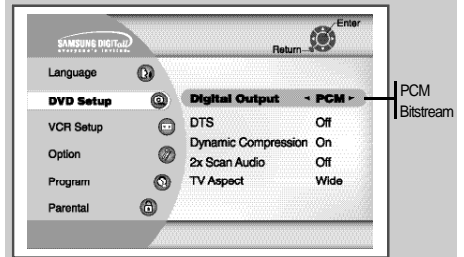 SAMSUNG DIGITall
everyone's invited.
Enter
Return
Language
DVD Setup
VCR Setup
Option
Program
Parental
Digital Output ◄ PCM ►
DTS Off
Dynamic Compression On
2x Scan Audio Off
TV Aspect Wide
PCM
Bitstream